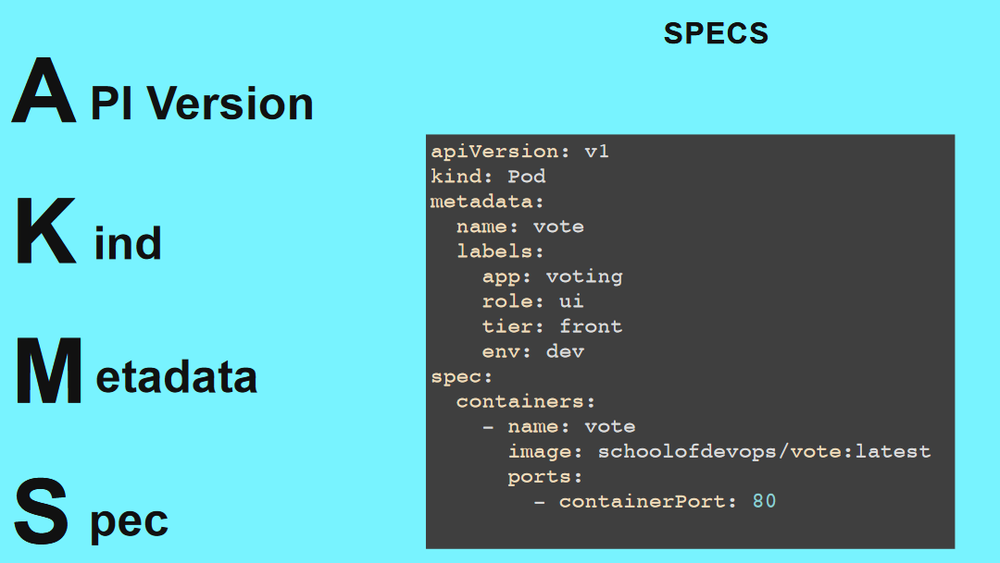 SPECS
A PI Version
K ind
M etadata
S pec
apiVersion: v1
kind: Pod
metadata:
  name: vote
  labels:
    app: voting
    role: ui
    tier: front
    env: dev
spec:
  containers:
    - name: vote
      image: schoolofdevops/vote:latest
      ports:
        - containerPort: 80